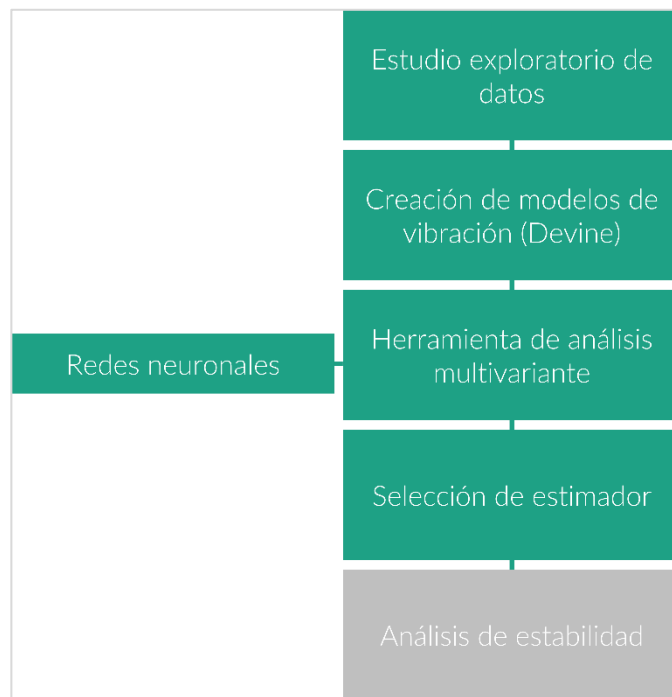 Estudio exploratorio de
datos
Creación de modelos de
vibración (Devine)
Herramienta de análisis
multivariante
Redes neuronales
Selección de estimador
Análisis de estabilidad